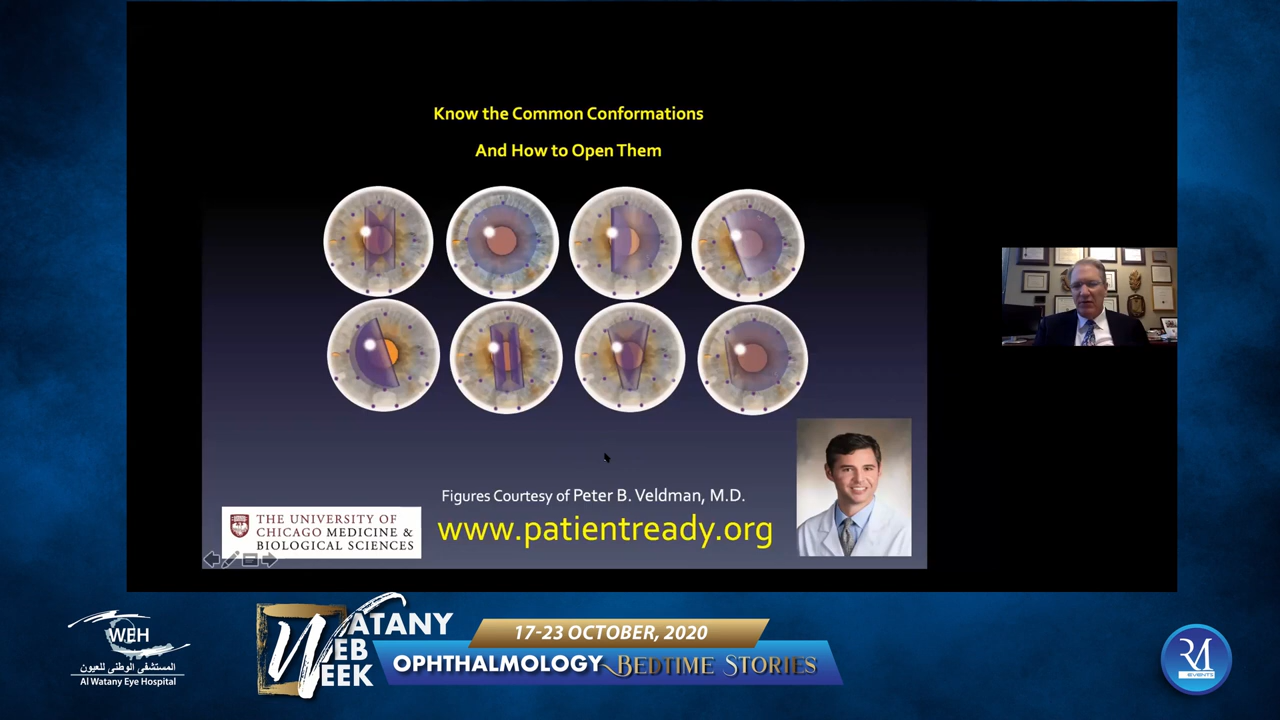 Know the Common Conformations
And How to Open Them
Figures Courtesy of Peter B. Veldman, M.D.
www.patientready.org
THE UNIVERSITY OF
CHICAGO MEDICINE &
BIOLOGICAL SCIENCES
WEH
المستشفى الوطني للعيون
Al Watany Eye Hospital
WATANY
WEB
WEEK
17-23 OCTOBER, 2020
OPHTHALMOLOGY BEDTIME STORIES
RM
EVENTS